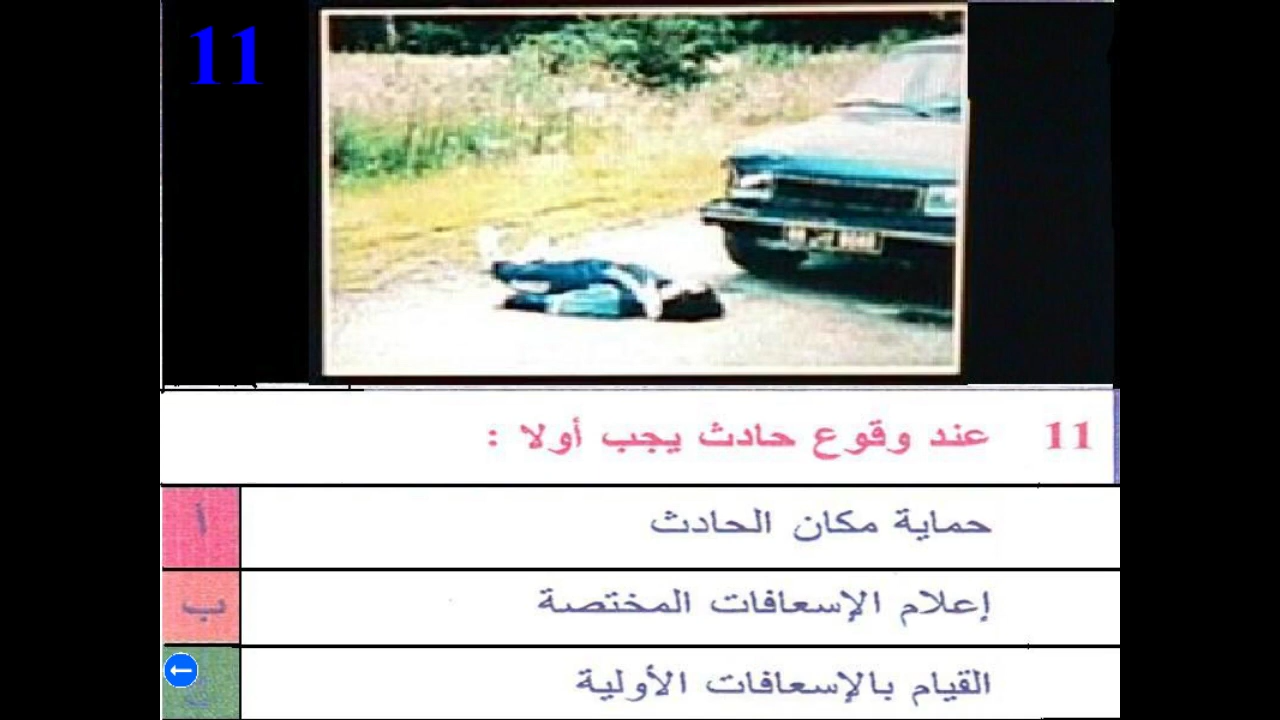 11
11 عند وقوع حادث يجب أولا :
أ حماية مكان الحادث
ب إعلام الإسعافات المختصة
القيام بالإسعافات الأولية